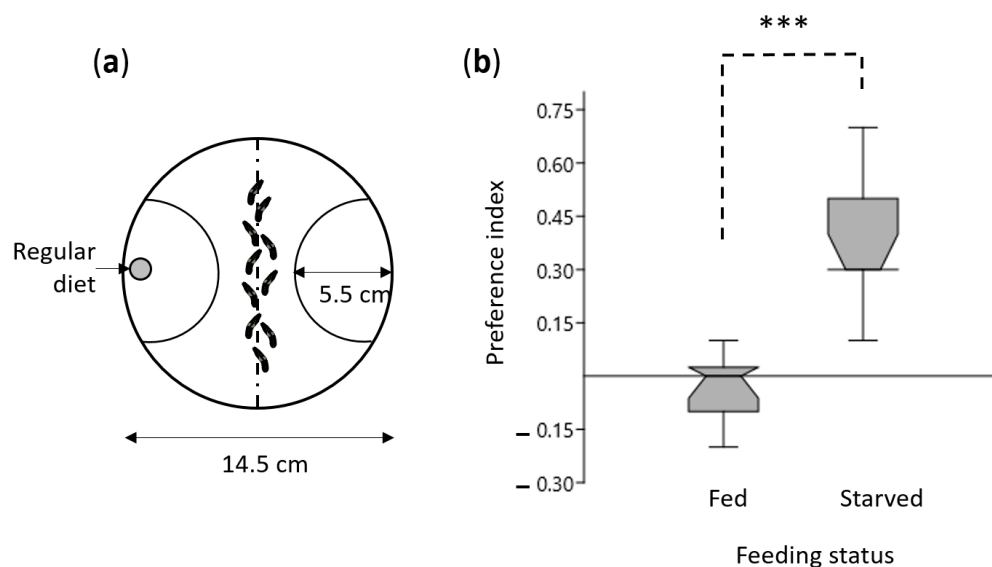 (a)
Regular
diet
5.5 cm
14.5 cm
(b)
***
Preference index
0.75
0.60
0.45
0.30
0.15
– 0.15
– 0.30
Fed
Starved
Feeding status